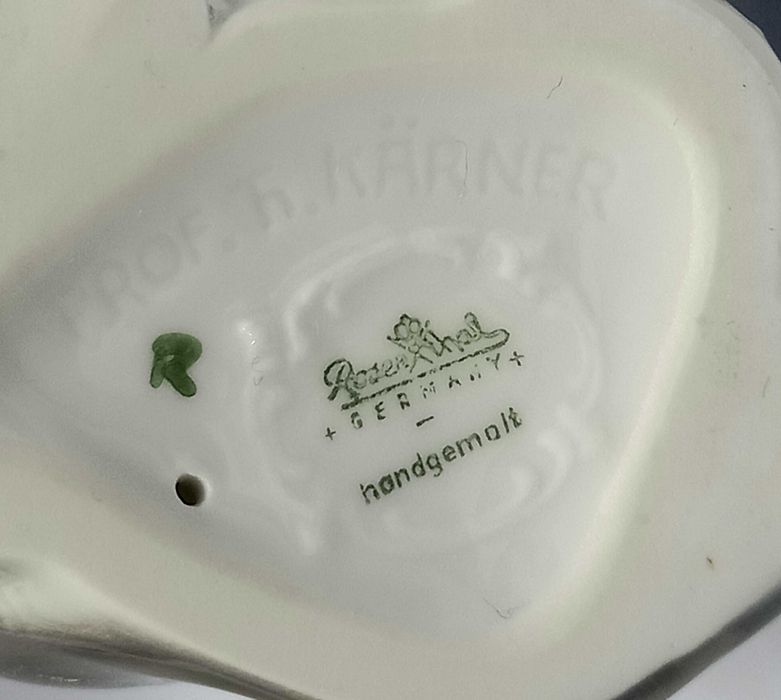 PROF. H. KÄRNER
R
Rosenthal
+ GERMANY +
handgemalt